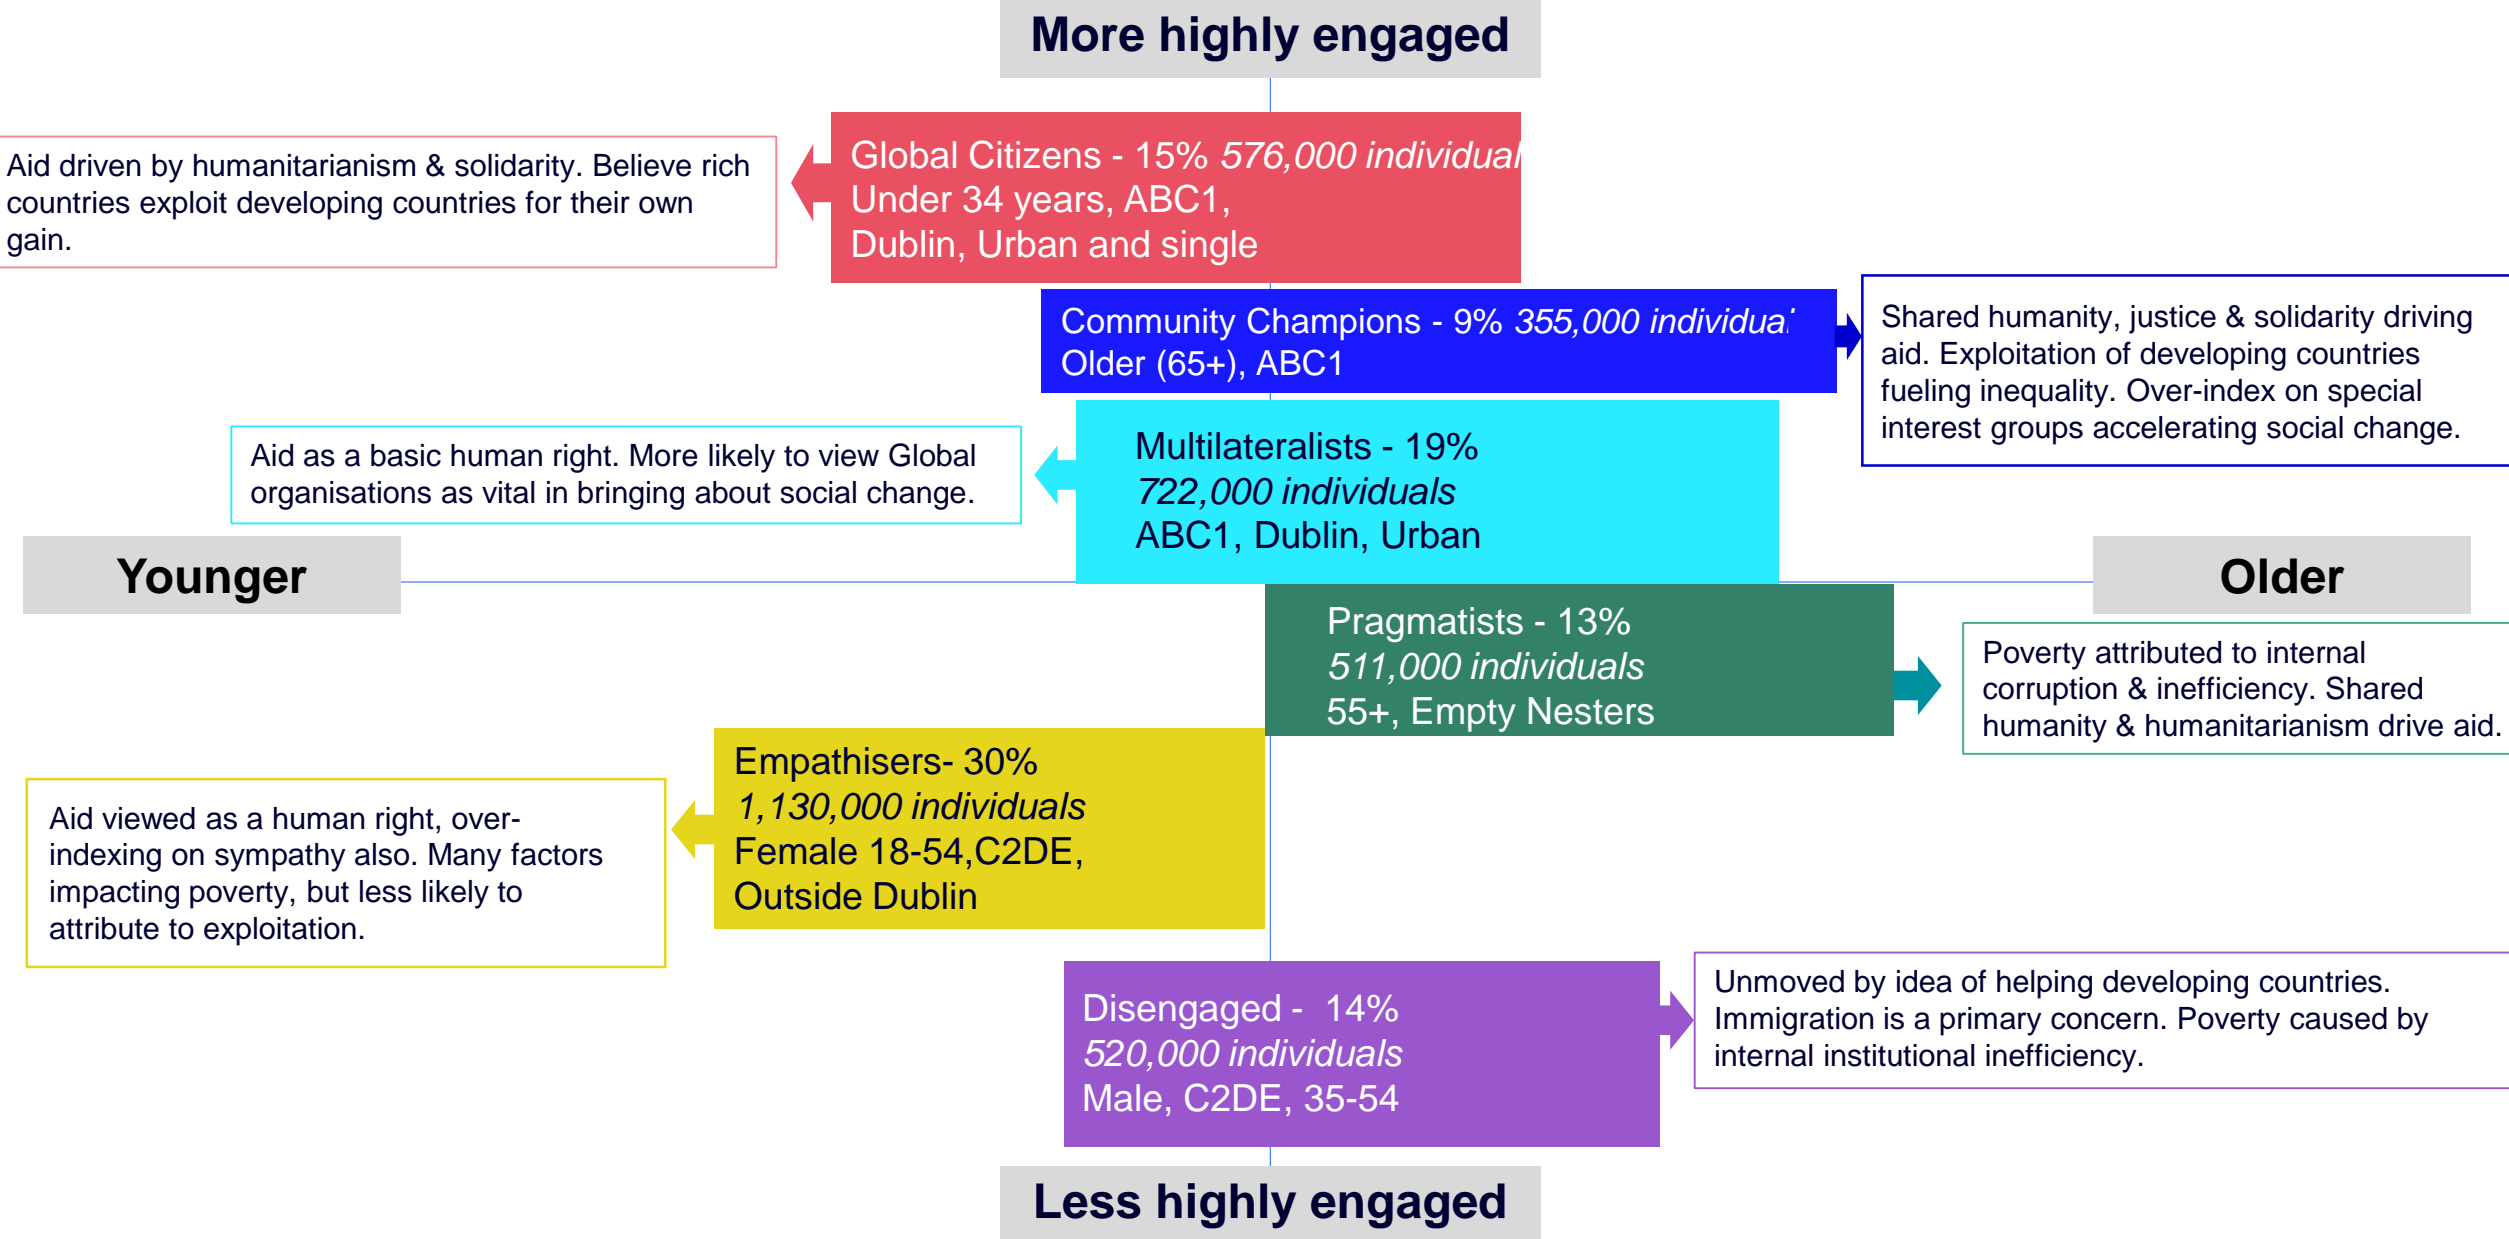 More highly engaged
Aid driven by humanitarianism & solidarity. Believe rich
countries exploit developing countries for their own
gain.
Global Citizens - 15% 576,000 individual
Under 34 years, ABC1,
Dublin, Urban and single
Community Champions - 9% 355,000 individual
Older (65+), ABC1
Shared humanity, justice & solidarity driving
aid. Exploitation of developing countries
fueling inequality. Over-index on special
interest groups accelerating social change.
Aid as a basic human right. More likely to view Global
organisations as vital in bringing about social change.
Multilateralists - 19%
722,000 individuals
ABC1, Dublin, Urban
Younger
Older
Pragmatists - 13%
511,000 individuals
55+, Empty Nesters
Poverty attributed to internal
corruption & inefficiency. Shared
humanity & humanitarianism drive aid.
Empathisers- 30%
1,130,000 individuals
Female 18-54,C2DE,
Outside Dublin
Aid viewed as a human right, over-
indexing on sympathy also. Many factors
impacting poverty, but less likely to
attribute to exploitation.
Disengaged -  14%
520,000 individuals
Male, C2DE, 35-54
Unmoved by idea of helping developing countries.
Immigration is a primary concern. Poverty caused by
internal institutional inefficiency.
Less highly engaged